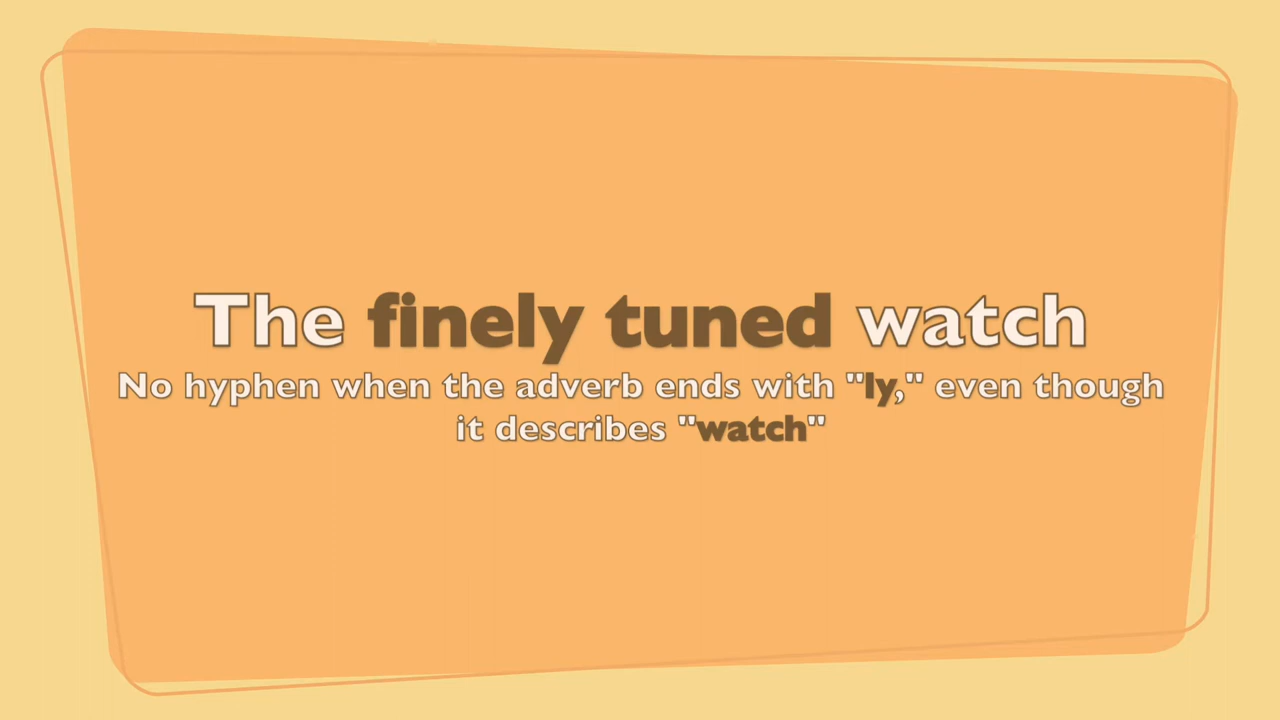 The finely tuned watch
No hyphen when the adverb ends with "ly," even though
it describes "watch"